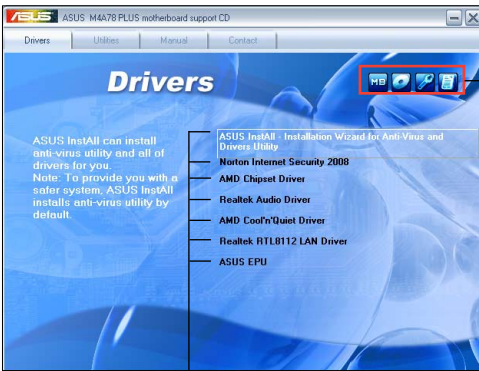 ASUS M4A78 PLUS motherboard support CD
Drivers
Utilities
Manual
Contact
Drivers
MB
ASUS InstAll can install
anti-virus utility and all of
drivers for you.
Note: To provide you with a
safer system, ASUS InstAll
installs anti-virus utility by
default.
ASUS InstAll - Installation Wizard for Anti-Virus and
Drivers Utility
Norton Internet Security 2008
AMD Chipset Driver
Realtek Audio Driver
AMD Cool'n'Quiet Driver
Realtek RTL8112 LAN Driver
ASUS EPU